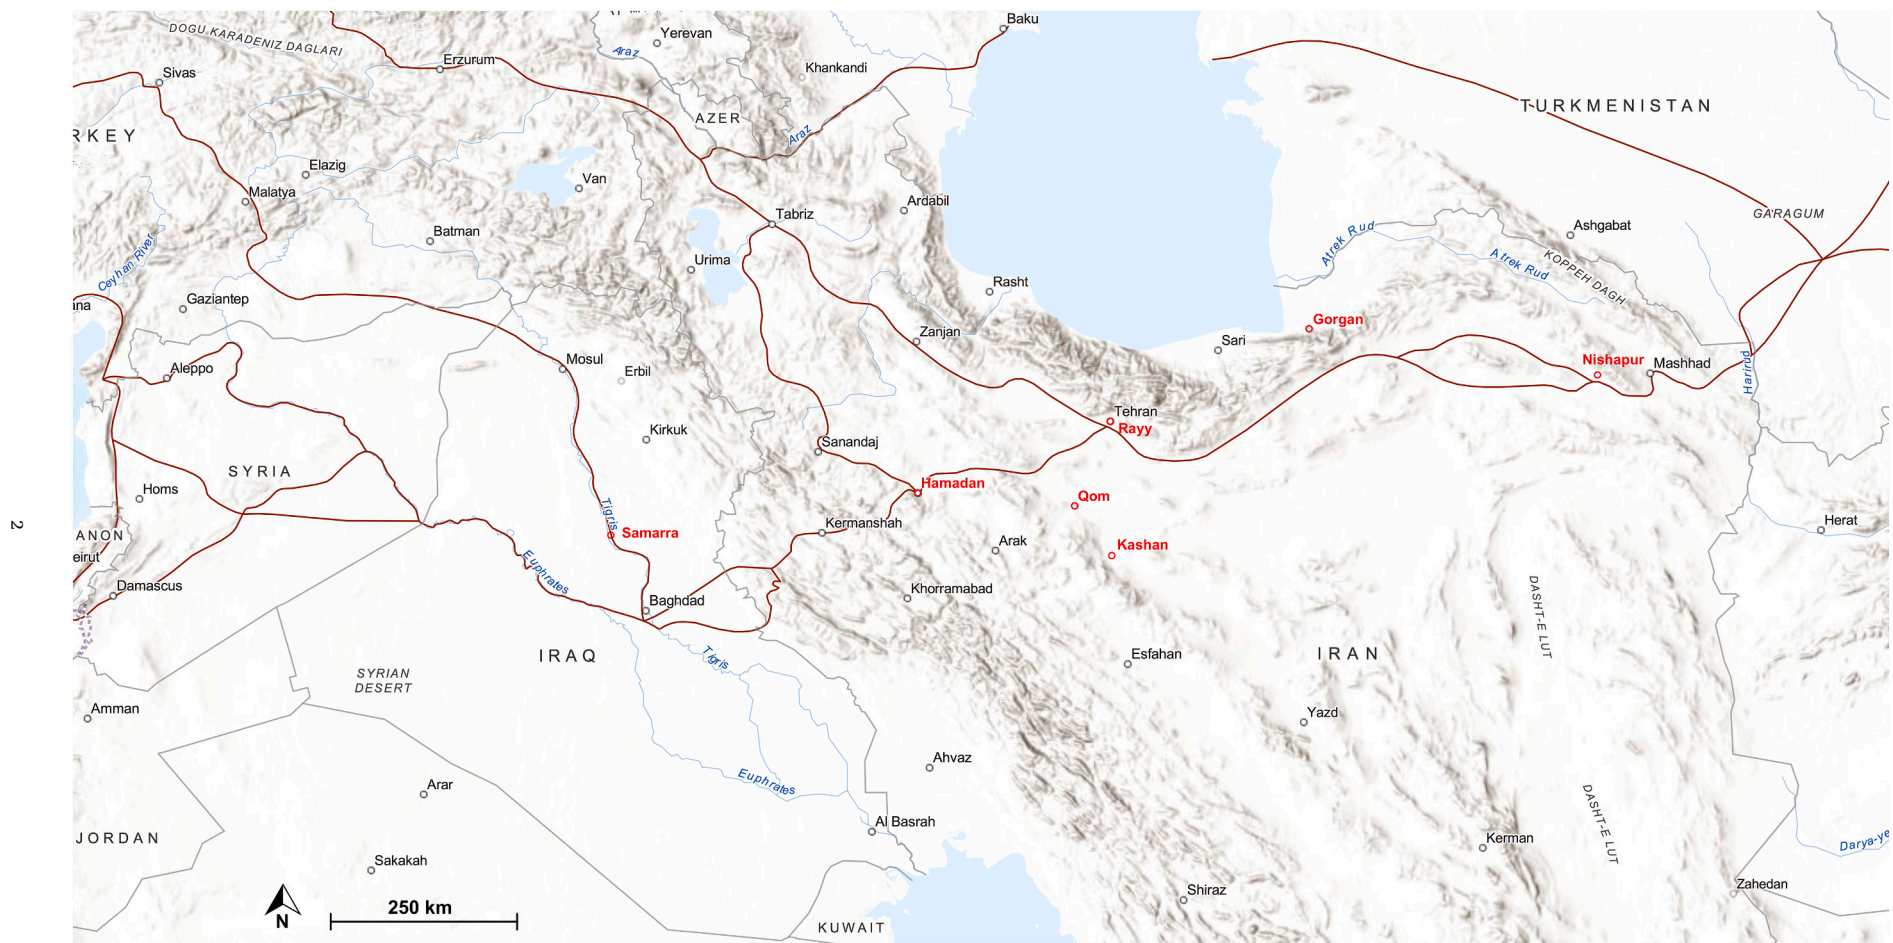 Baku
DOGU KARADENIZ DAGLARI
Yerevan
Araz
Erzurum
Khankandi
Sivas
TURKMENISTAN
AZER
RKEY
Araz
Elazig
Van
Malatya
Ardabil
Tabriz
GARAGUM
Ashgabat
Batman
Atrek Rud
Ceyhan River
Urima
Atrek Rud
KOPPEH DAGH
Rasht
Gaziantep
ana
Gorgan
Zanjan
Sari
Mosul
Nishapur
Mashhad
Aleppo
Erbil
Harirud
Tehran
Rayy
Kirkuk
Sanandaj
SYRIA
Hamadan
Homs
Qom
Tigris
2
Kermanshah
Herat
Samarra
ANON
Arak
Kashan
eirut
Euphrates
Damascus
Khorramabad
Baghdad
DASHT-E LUT
IRAQ
Tigris
Esfahan
IRAN
SYRIAN
DESERT
Amman
Yazd
Ahvaz
Arar
Euphrates
Al Basrah
DASHT-E LUT
JORDAN
Kerman
Darya-ye
Sakakah
Zahedan
Shiraz
250 km
N
KUWAIT